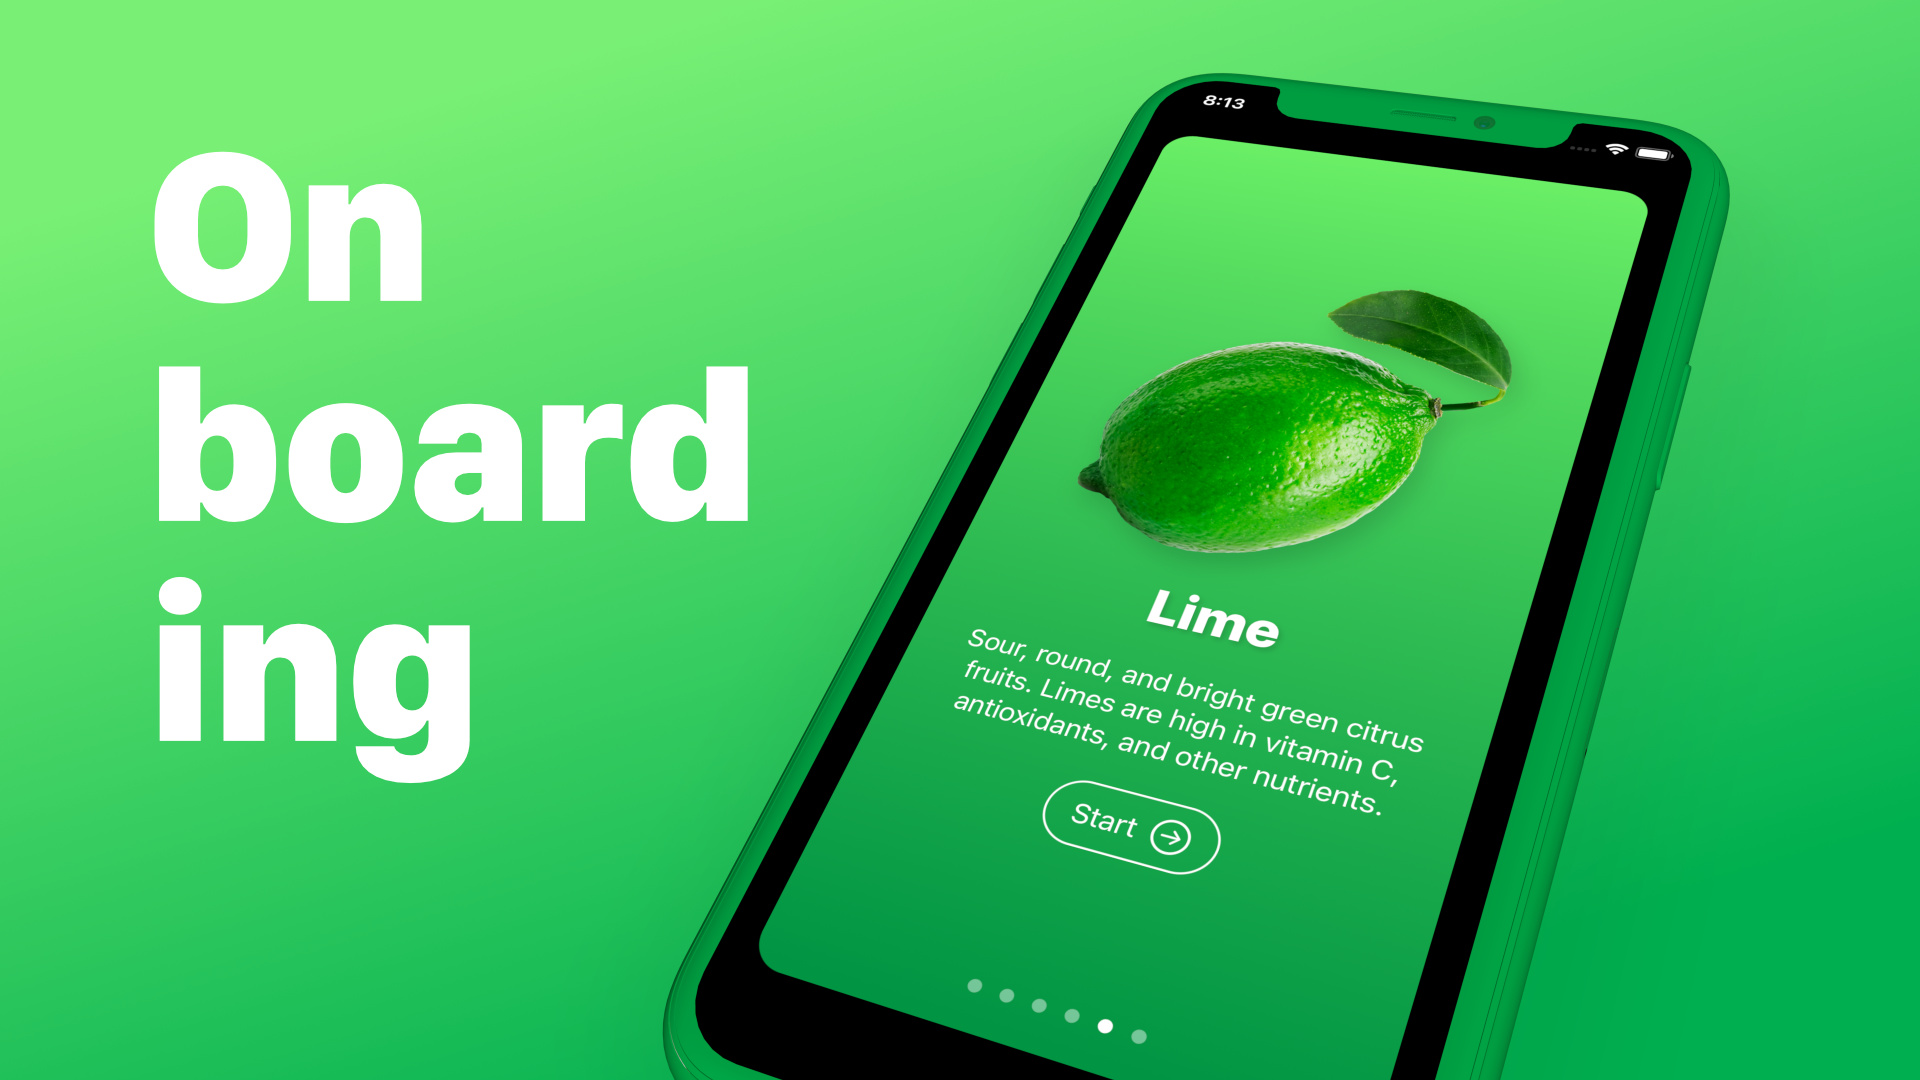 On
board
ing
8:13
Lime
Sour, round, and bright green citrus
fruits. Limes are high in vitamin C,
antioxidants, and other nutrients.
Start